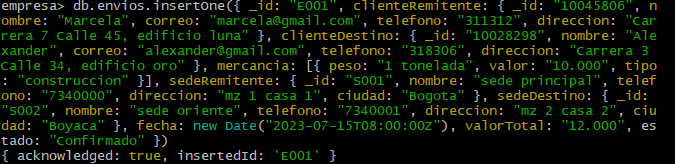 empresa> db.envios.insertOne({ _id: "E001", clienteRemitente: { _id: "10045806", n
ombre: "Marcela", correo: "marcela@gmail.com", telefono: "311312", direccion: "Car
rera 7 Calle 45, edificio luna" }, clienteDestino: { _id: "10028298", nombre: "Ale
xander", correo: "alexander@gmail.com", telefono: "318306", direccion: "Carrera 3
Calle 34, edificio oro" }, mercancia: [{ peso: "1 tonelada", valor: "10.000", tipo
: "construccion" }], sedeRemitente: { _id: "S001", nombre: "sede principal", telef
ono: "7340000", direccion: "mz 1 casa 1", ciudad: "Bogota" }, sedeDestino: { _id:
"S002", nombre: "sede oriente", telefono: "7340001", direccion: "mz 2 casa 2", ciu
dad: "Boyaca" }, fecha: new Date("2023-07-15T08:00:00Z"), valorTotal: "12.000", es
tado: "Confirmado" })
{ acknowledged: true, insertedId: 'E001' }